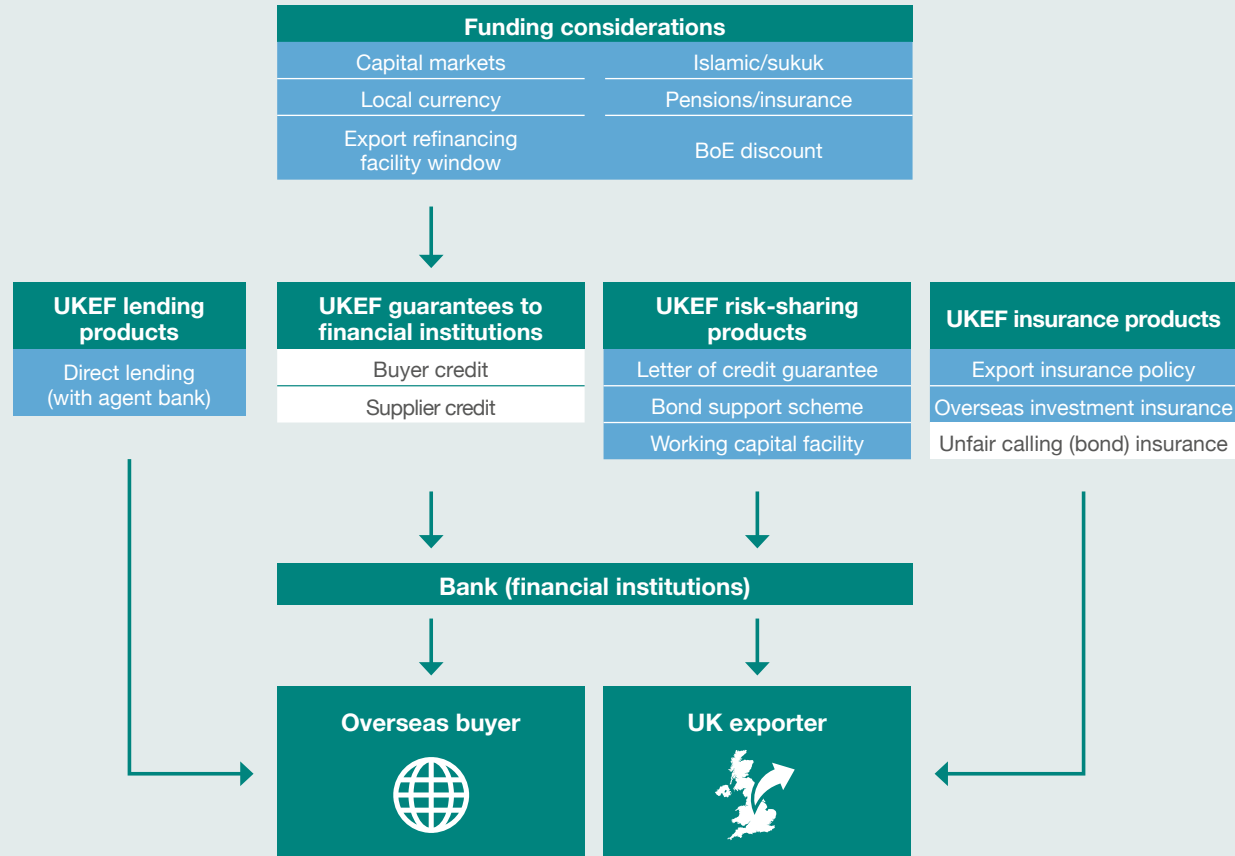 Funding considerations
Capital markets
Islamic/sukuk
Local currency
Pensions/insurance
Export refinancing
facility window
BoE discount
UKEF lending
products
Direct lending
(with agent bank)
UKEF guarantees to
financial institutions
Buyer credit
Supplier credit
UKEF risk-sharing
products
Letter of credit guarantee
Bond support scheme
Working capital facility
UKEF insurance products
Export insurance policy
Overseas investment insurance
Unfair calling (bond) insurance
Bank (financial institutions)
Overseas buyer
UK exporter